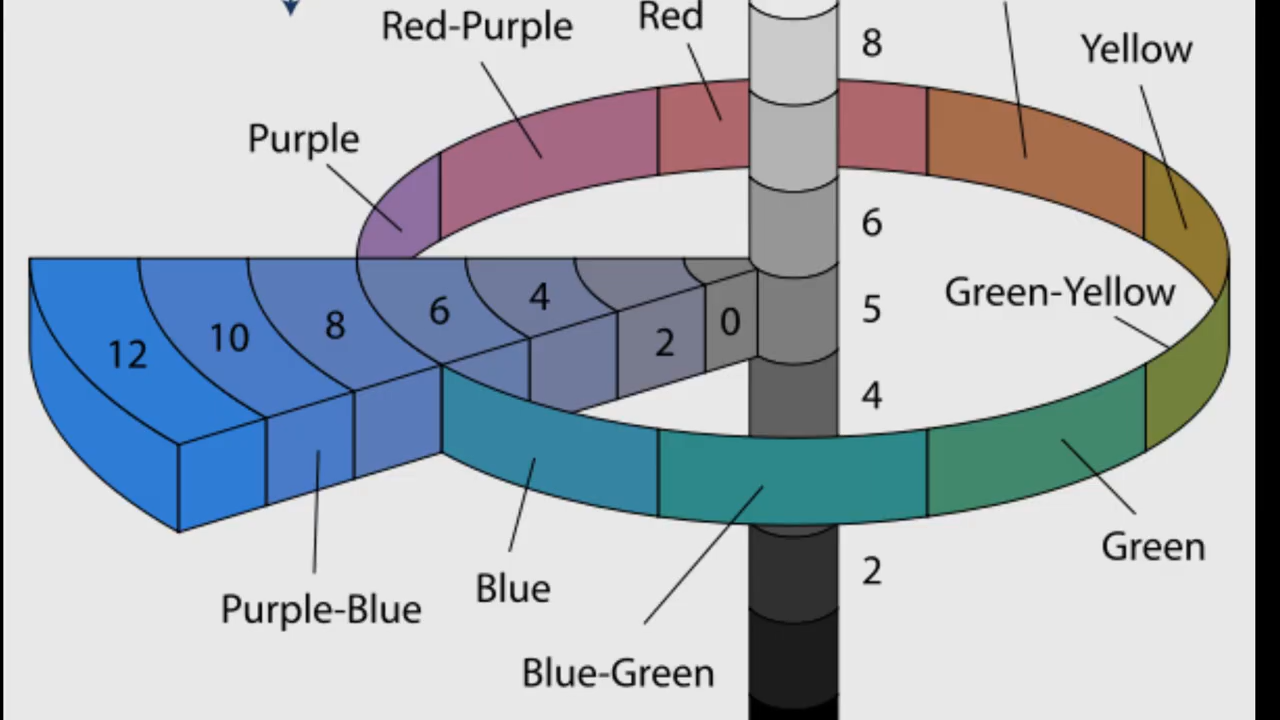 Red-Purple
Red
8
Yellow
Purple
6
Green-Yellow
12
10
8
6
4
2
0
5
4
Green
2
Blue
Purple-Blue
Blue-Green